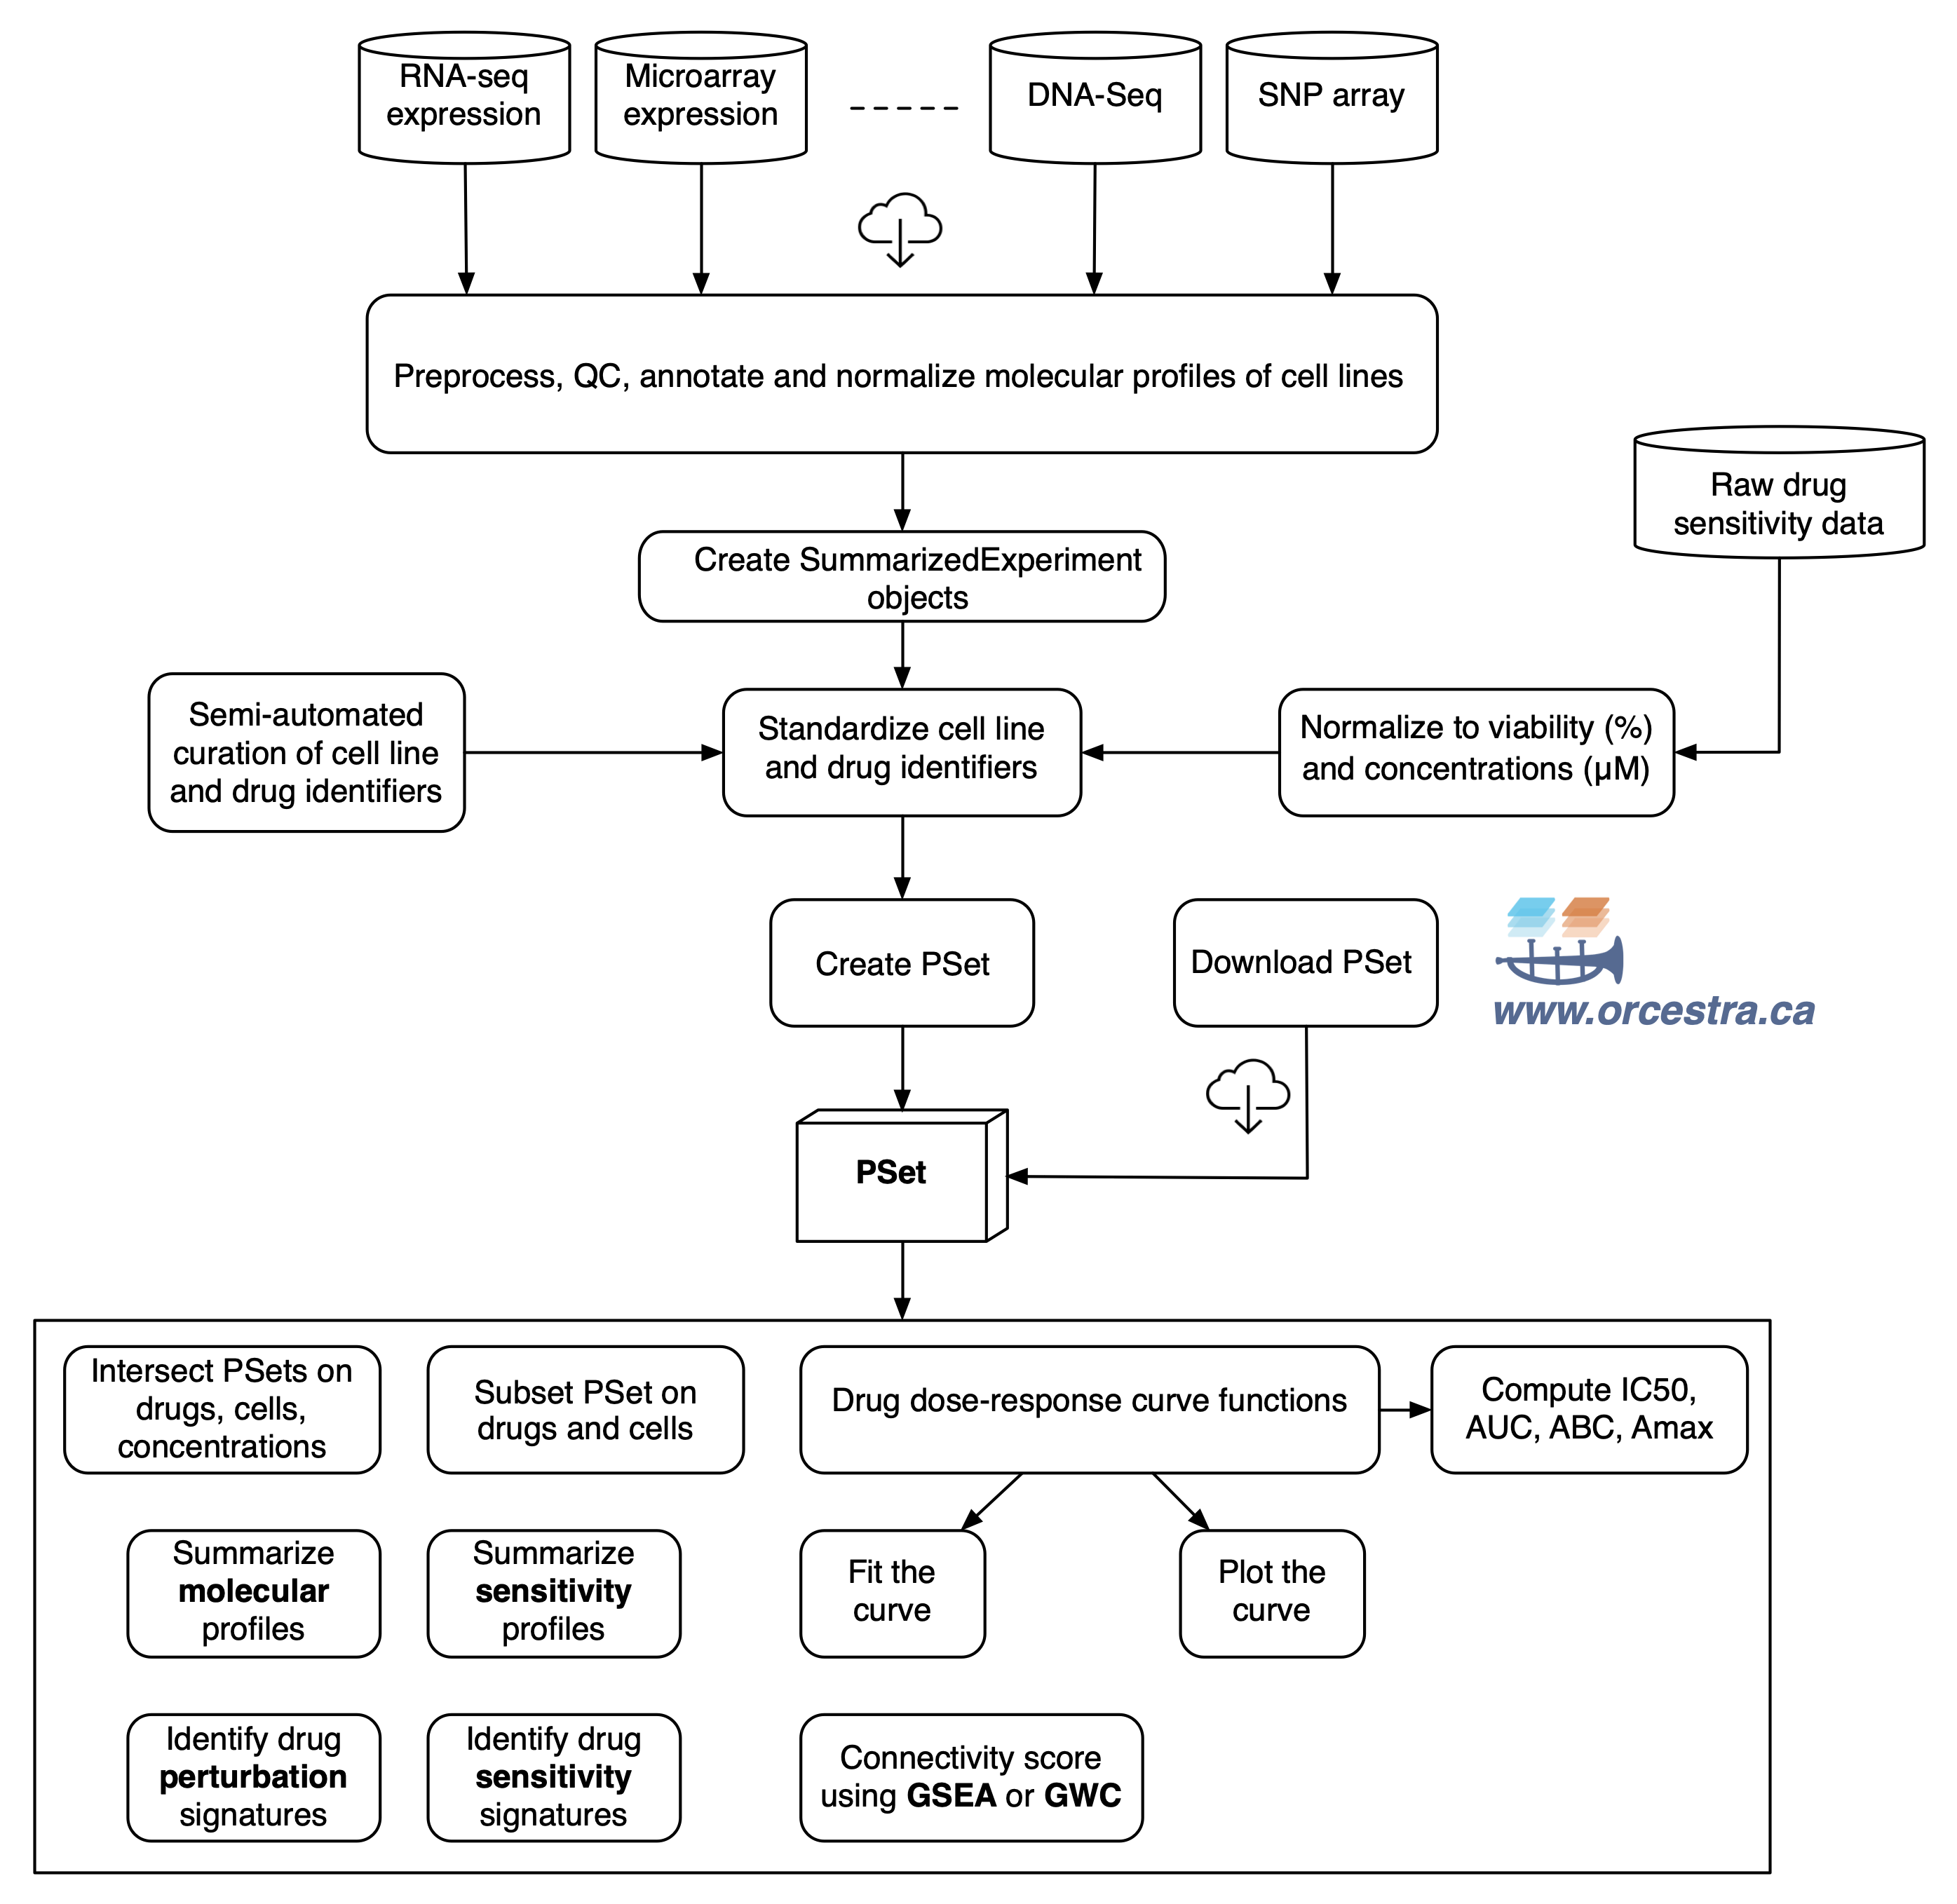 RNA-seq
expression
Microarray
expression
DNA-Seq
SNP array
Preprocess, QC, annotate and normalize molecular profiles of cell lines
Raw drug
sensitivity data
Create SummarizedExperiment
objects
Semi-automated
curation of cell line
and drug identifiers
Standardize cell line
and drug identifiers
Normalize to viability (%)
and concentrations (µM)
Create PSet
Download PSet
www.orcestra.ca
PSet
Intersect PSets on
drugs, cells,
concentrations
Subset PSet on
drugs and cells
Drug dose-response curve functions
Compute IC50,
AUC, ABC, Amax
Summarize
molecular
profiles
Summarize
sensitivity
profiles
Fit the
curve
Plot the
curve
Identify drug
perturbation
signatures
Identify drug
sensitivity
signatures
Connectivity score
using GSEA or GWC